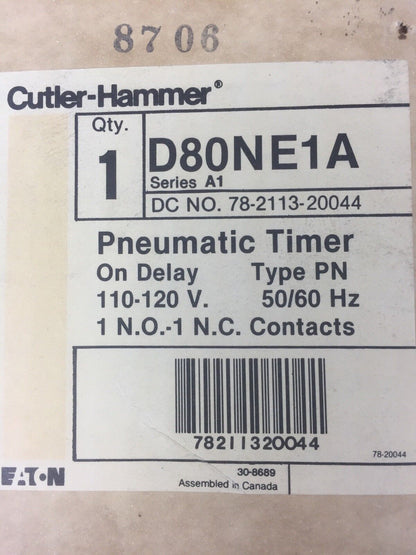 8706
Cutler-Hammer®
Qty.
1
D80NE1A
Series A1
DC NO. 78-2113-20044
Pneumatic Timer
On Delay Type PN
110-120 V. 50/60 Hz
1 N.O.-1 N.C. Contacts
78211320044
78-20044
EATON
30-8689
Assembled in Canada